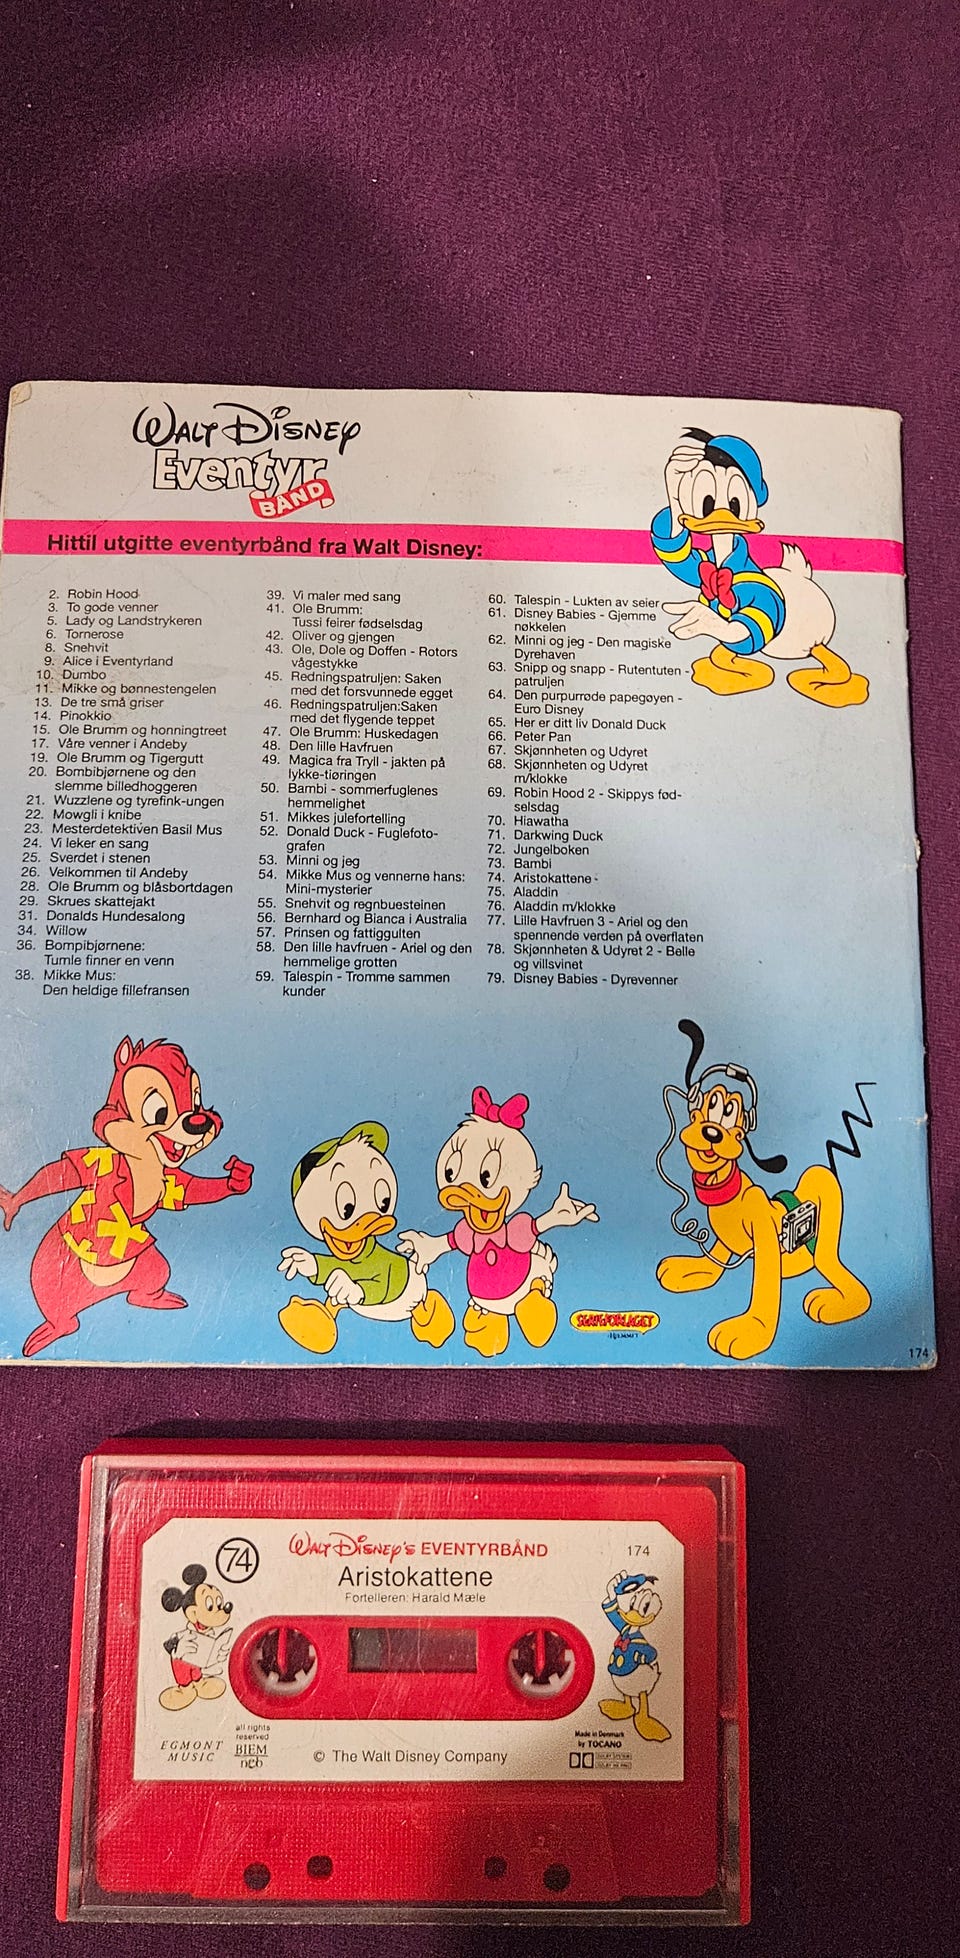 WALT DISNEY
Eventyr
BÅND
Hittil utgitte eventyrbånd fra Walt Disney:
2. Robin Hood
3. To gode venner
5. Lady og Landstrykeren
6. Tornerose
8. Snehvit
9. Alice i Eventyrland
10. Dumbo
11. Mikke og bønnestengelen
13. De tre små griser
14. Pinokkio
15. Ole Brumm og honningtreet
17. Våre venner i Andeby
19. Ole Brumm og Tigergutt
20. Bombibjørnene og den
slemme billedhoggeren
21. Wuzzlene og tyrefink-ungen
22. Mowgli i knibe
23. Mesterdetektiven Basil Mus
24. Vi leker en sang
25. Sverdet i stenen
26. Velkommen til Andeby
28. Ole Brumm og blåsbortdagen
29. Skrues skattejakt
31. Donalds Hundesalong
34. Willow
36. Bompibjørnene:
Tumle finner en venn
38. Mikke Mus:
Den heldige fillefransen
39. Vi maler med sang
41. Ole Brumm:
Tussi feirer fødselsdag
42. Oliver og gjengen
43. Ole, Dole og Doffen - Rotors
vågestykke
45. Redningspatruljen: Saken
med det forsvunnede egget
46. Redningspatruljen:Saken
med det flygende teppet
47. Ole Brumm: Huskedagen
48. Den lille Havfruen
49. Magica fra Tryll - jakten på
lykke-tiøringen
50. Bambi - sommerfuglenes
hemmelighet
51. Mikkes julefortelling
52. Donald Duck - Fuglefoto-
grafen
53. Minni og jeg
54. Mikke Mus og vennerne hans:
Mini-mysterier
55. Snehvit og regnbuesteinen
56. Bernhard og Bianca i Australia
57. Prinsen og fattiggulten
58. Den lille havfruen - Ariel og den
hemmelige grotten
59. Talespin - Tromme sammen
kunder
60. Talespin - Lukten av seier
61. Disney Babies - Gjemme
nøkkelen
62. Minni og jeg - Den magiske
Dyrehaven
63. Snipp og snapp - Rutentuten -
patruljen
64. Den purpurrøde papegøyen -
Euro Disney
65. Her er ditt liv Donald Duck
66. Peter Pan
67. Skjønnheten og Udyret
68. Skjønnheten og Udyret
m/klokke
69. Robin Hood 2 - Skippys fød-
selsdag
70. Hiawatha
71. Darkwing Duck
72. Jungelboken
73. Bambi
74. Aristokattene
75. Aladdin
76. Aladdin m/klokke
77. Lille Havfruen 3 - Ariel og den
spennende verden på overflaten
78. Skjønnheten & Udyret 2 - Belle
og villsvinet
79. Disney Babies - Dyrevenner
SERIEFORLAGET
174
74
WALT DISNEY'S EVENTYRBÅND
174
Aristokattene
Fortelleren: Harald Mæle
EGMONT
MUSIC
all rights
reserved
BIEM
ncb
© The Walt Disney Company
Made in Denmark
by TOCANO